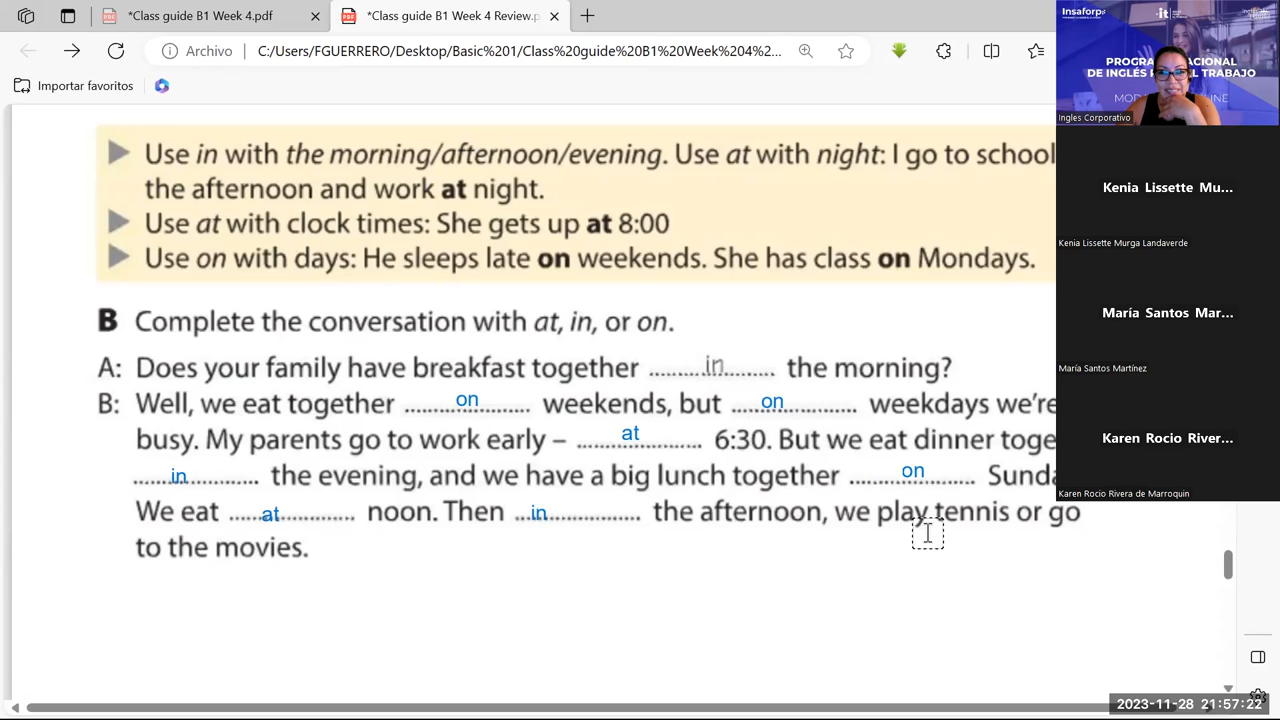 *Class guide B1 Week 4.pdf
*Class guide B1 Week 4 Review.p
Archivo
C:/Users/FGUERRERO/Desktop/Basic%201/Class%20guide%20B1%20Week%204%2...
Importar favoritos
Use in with the morning/afternoon/evening. Use at with night: I go to school
the afternoon and work at night.
Use at with clock times: She gets up at 8:00
Use on with days: He sleeps late on weekends. She has class on Mondays.
B Complete the conversation with at, in, or on.
A: Does your family have breakfast together in the morning?
B: Well, we eat together on weekends, but on weekdays we're
busy. My parents go to work early – at 6:30. But we eat dinner toge
in the evening, and we have a big lunch together on Sunda
We eat at noon. Then in the afternoon, we play tennis or go
to the movies.
Insaforp
it
PROGRA
ACIONAL
DE INGLÉS
L TRABAJO
MOD
INE
Ingles Corporativo
Kenia Lissette Mu...
Kenia Lissette Murga Landaverde
María Santos Mar...
María Santos Martínez
Karen Rocio River...
Karen Rocio Rivera de Marroquin
2023-11-28 21:57:22